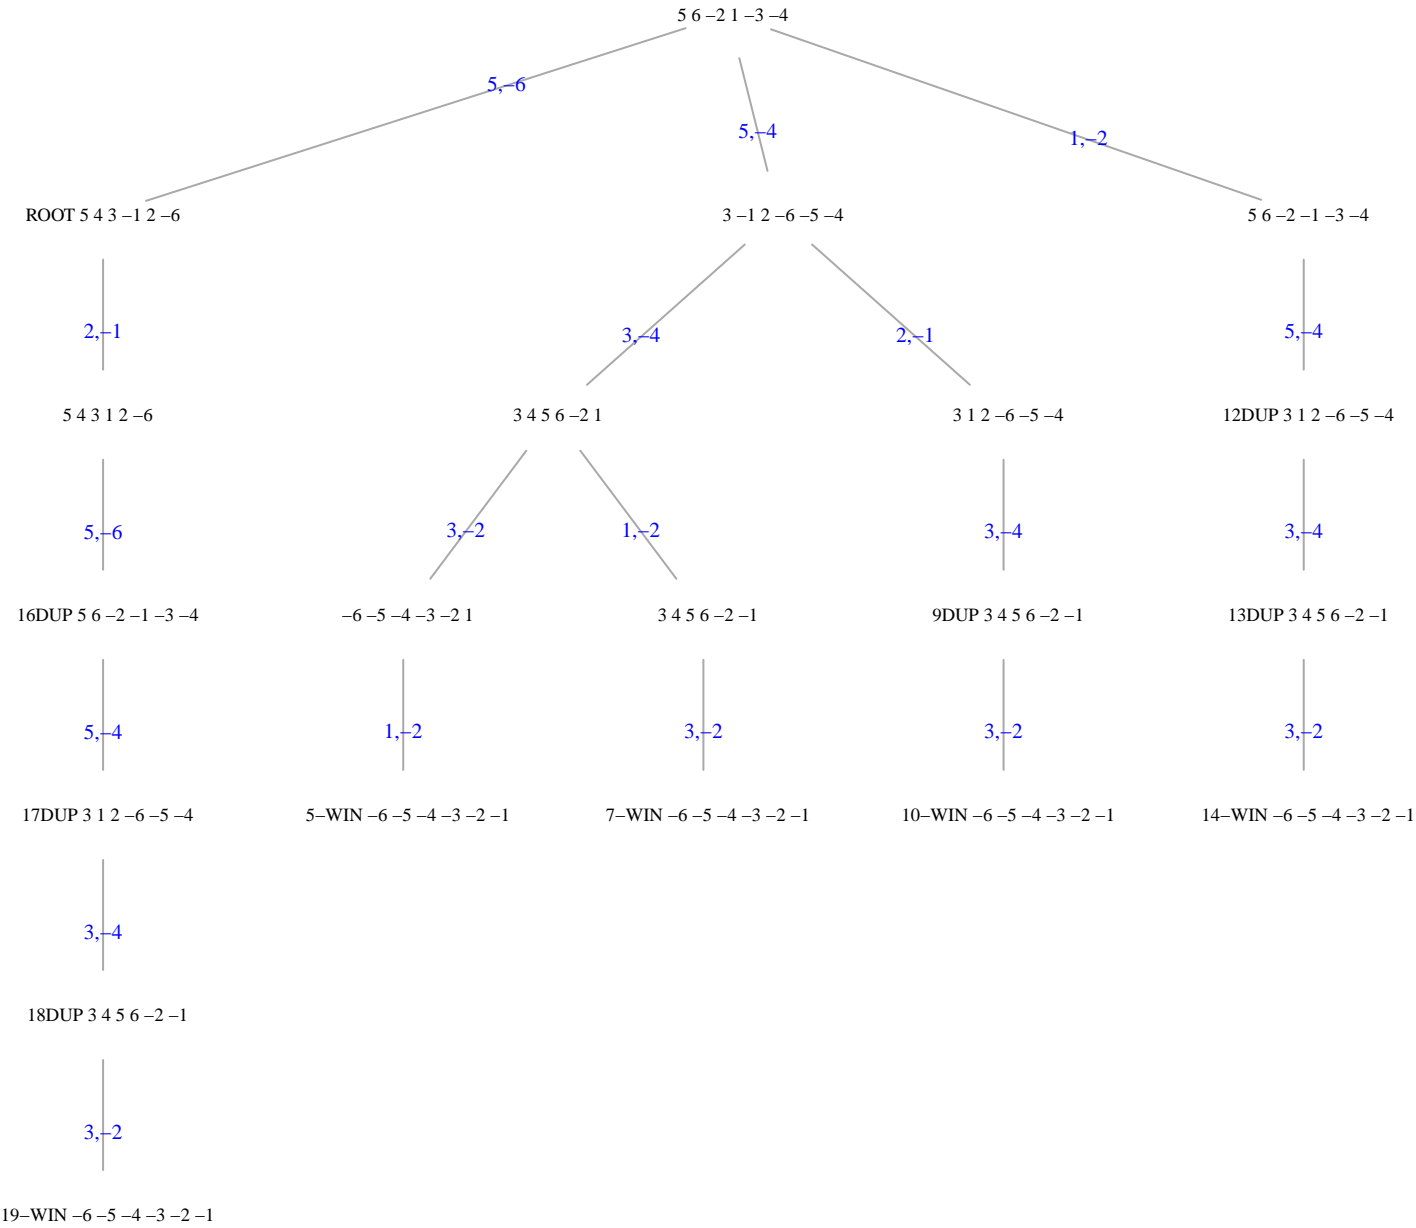 5 6 –2 1 –3 –4
5,–6
5,–4
1,–2
ROOT 5 4 3 –1 2 –6
3 –1 2 –6 –5 –4
5 6 –2 –1 –3 –4
2,–1
3,–4
2,–1
5,–4
5 4 3 1 2 –6
3 4 5 6 –2 1
3 1 2 –6 –5 –4
12DUP 3 1 2 –6 –5 –4
5,–6
3,–2
1,–2
3,–4
3,–4
16DUP 5 6 –2 –1 –3 –4
–6 –5 –4 –3 –2 1
3 4 5 6 –2 –1
9DUP 3 4 5 6 –2 –1
13DUP 3 4 5 6 –2 –1
5,–4
1,–2
3,–2
3,–2
3,–2
17DUP 3 1 2 –6 –5 –4
5–WIN –6 –5 –4 –3 –2 –1
7–WIN –6 –5 –4 –3 –2 –1
10–WIN –6 –5 –4 –3 –2 –1
14–WIN –6 –5 –4 –3 –2 –1
3,–4
18DUP 3 4 5 6 –2 –1
3,–2
19–WIN –6 –5 –4 –3 –2 –1